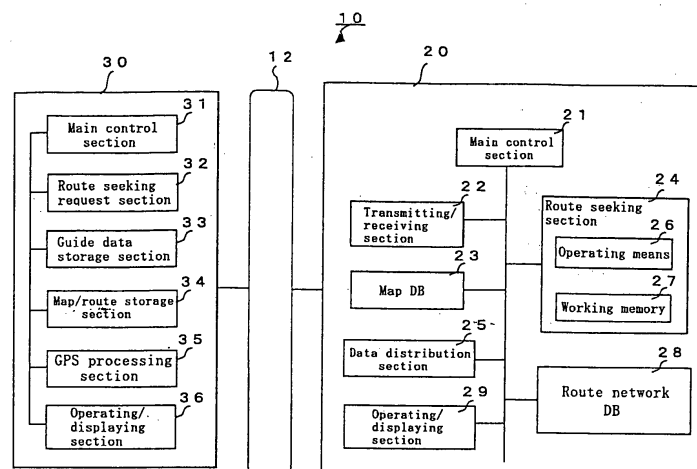 10
30
12
20
31
Main control
section
32
Route seeking
request section
33
Guide data
storage section
34
Map/route storage
section
35
GPS processing
section
36
Operating/
displaying section
21
Main control
section
22
Transmitting/
receiving
section
23
Map DB
25
Data distribution
section
29
Operating/
displaying
section
24
Route seeking
section
26
Operating means
27
Working memory
28
Route network
DB